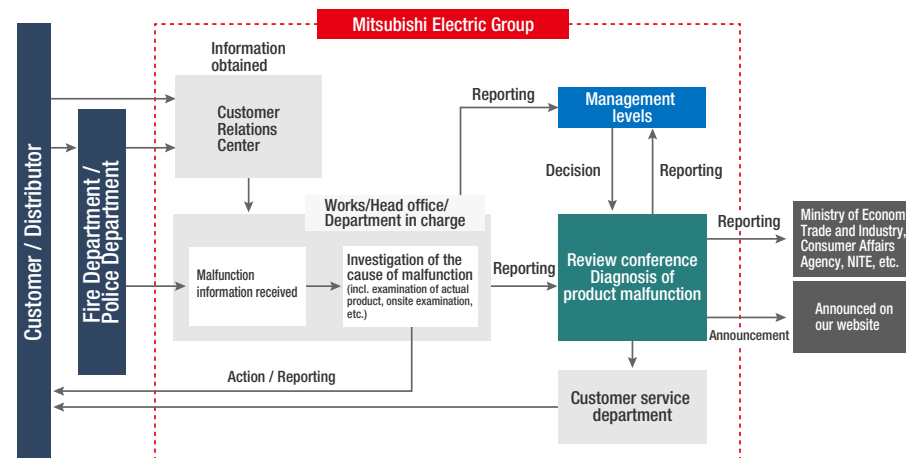 Mitsubishi Electric Group
Information
obtained
Customer / Distributor
Fire Department /
Police Department
Customer
Relations
Center
Reporting
Management
levels
Decision
Reporting
Works/Head office/
Department in charge
Malfunction
information received
Investigation of the
cause of malfunction
(incl. examination of actual
product, onsite examination,
etc.)
Reporting
Review conference
Diagnosis of
product malfunction
Reporting
Ministry of Econom
Trade and Industry,
Consumer Affairs
Agency, NITE, etc.
Announcement
Announced on
our website
Action / Reporting
Customer service
department